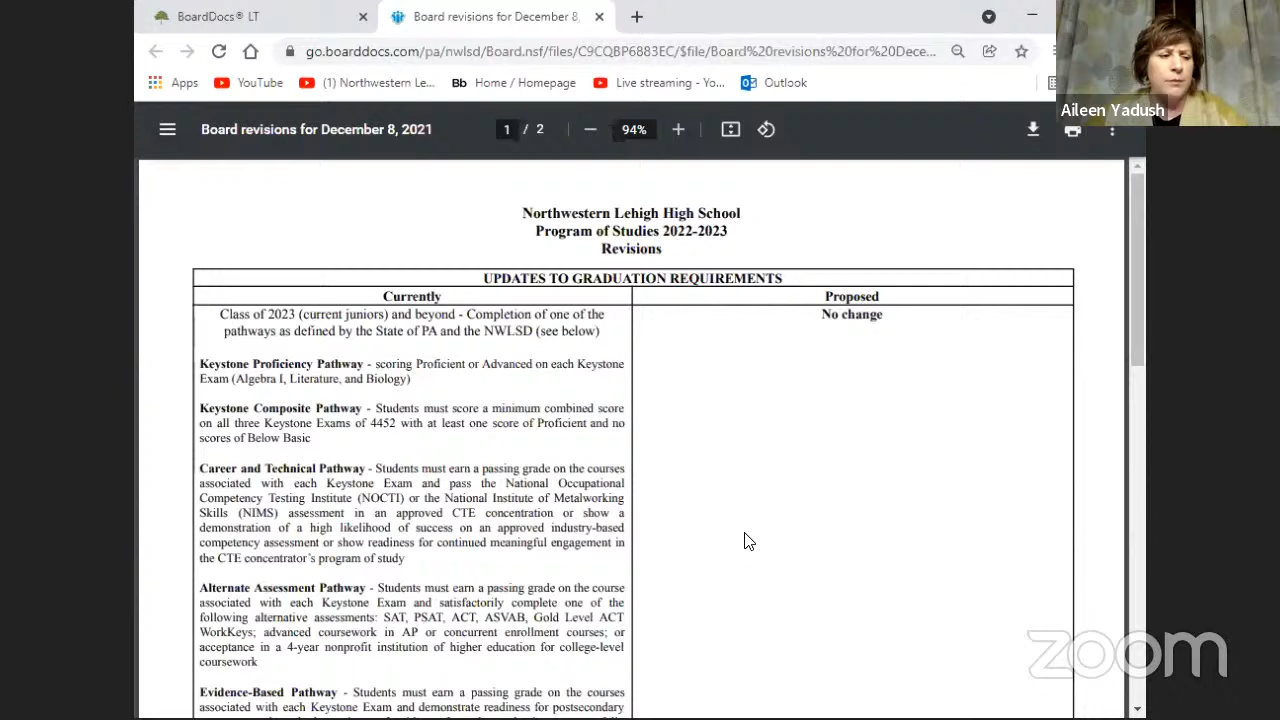 BoardDocs® LT
Board revisions for December 8,
go.boarddocs.com/pa/nwlsd/Board.nsf/files/C9CQBP6883EC/$file/Board%20revisions%20for%20Dece...
Apps
YouTube
(1) Northwestern Le...
Bb Home / Homepage
Live streaming - Yo...
Outlook
Aileen Yadush
Board revisions for December 8, 2021
1 / 2
94%
Northwestern Lehigh High School
Program of Studies 2022-2023
Revisions
UPDATES TO GRADUATION REQUIREMENTS
Currently
Proposed
Class of 2023 (current juniors) and beyond - Completion of one of the
pathways as defined by the State of PA and the NWLSD (see below)
No change
Keystone Proficiency Pathway - scoring Proficient or Advanced on each Keystone
Exam (Algebra I, Literature, and Biology)
Keystone Composite Pathway - Students must score a minimum combined score
on all three Keystone Exams of 4452 with at least one score of Proficient and no
scores of Below Basic
Career and Technical Pathway - Students must earn a passing grade on the courses
associated with each Keystone Exam and pass the National Occupational
Competency Testing Institute (NOCTI) or the National Institute of Metalworking
Skills (NIMS) assessment in an approved CTE concentration or show a
demonstration of a high likelihood of success on an approved industry-based
competency assessment or show readiness for continued meaningful engagement in
the CTE concentrator's program of study
Alternate Assessment Pathway - Students must earn a passing grade on the course
associated with each Keystone Exam and satisfactorily complete one of the
following alternative assessments: SAT, PSAT, ACT, ASVAB, Gold Level ACT
WorkKeys; advanced coursework in AP or concurrent enrollment courses; or
acceptance in a 4-year nonprofit institution of higher education for college-level
coursework
Evidence-Based Pathway - Students must earn a passing grade on the courses
associated with each Keystone Exam and demonstrate readiness for postsecondary
zoom